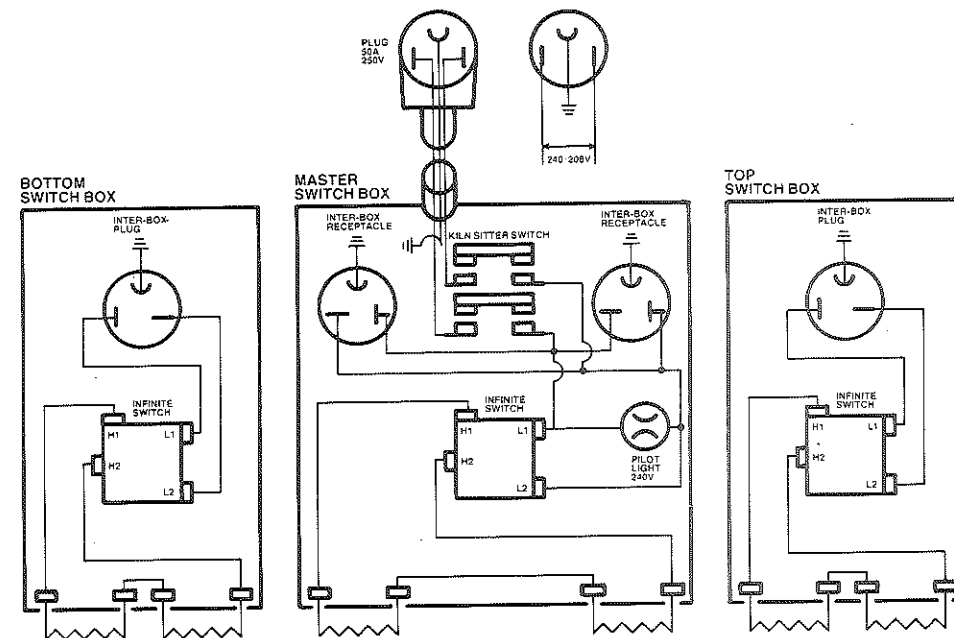 PLUG
50A
250V
240-208V
BOTTOM
SWITCH BOX
INTER-BOX-
PLUG
INFINITE
SWITCH
H1
L1
H2
L2
MASTER
SWITCH BOX
INTER-BOX
RECEPTACLE
KILN SITTER SWITCH
INTER-BOX
RECEPTACLE
INFINITE
SWITCH
H1
L1
H2
L2
PILOT
LIGHT
240V
TOP
SWITCH BOX
INTER-BOX
PLUG
INFINITE
SWITCH
H1
L1
H2
L2